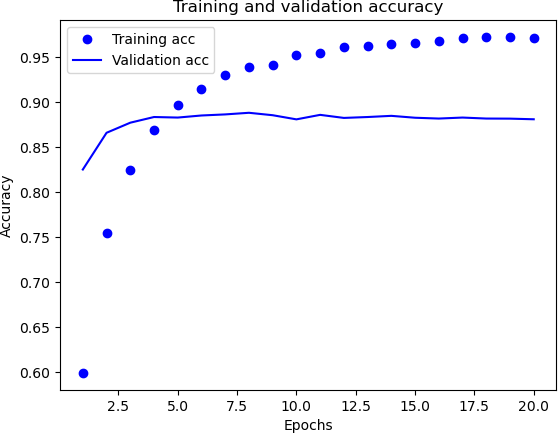 Training and validation accuracy
Training acc
Validation acc
0.95
0.90
0.85
0.80
0.75
0.70
0.65
0.60
Accuracy
2.5 5.0 7.5 10.0 12.5 15.0 17.5 20.0
Epochs